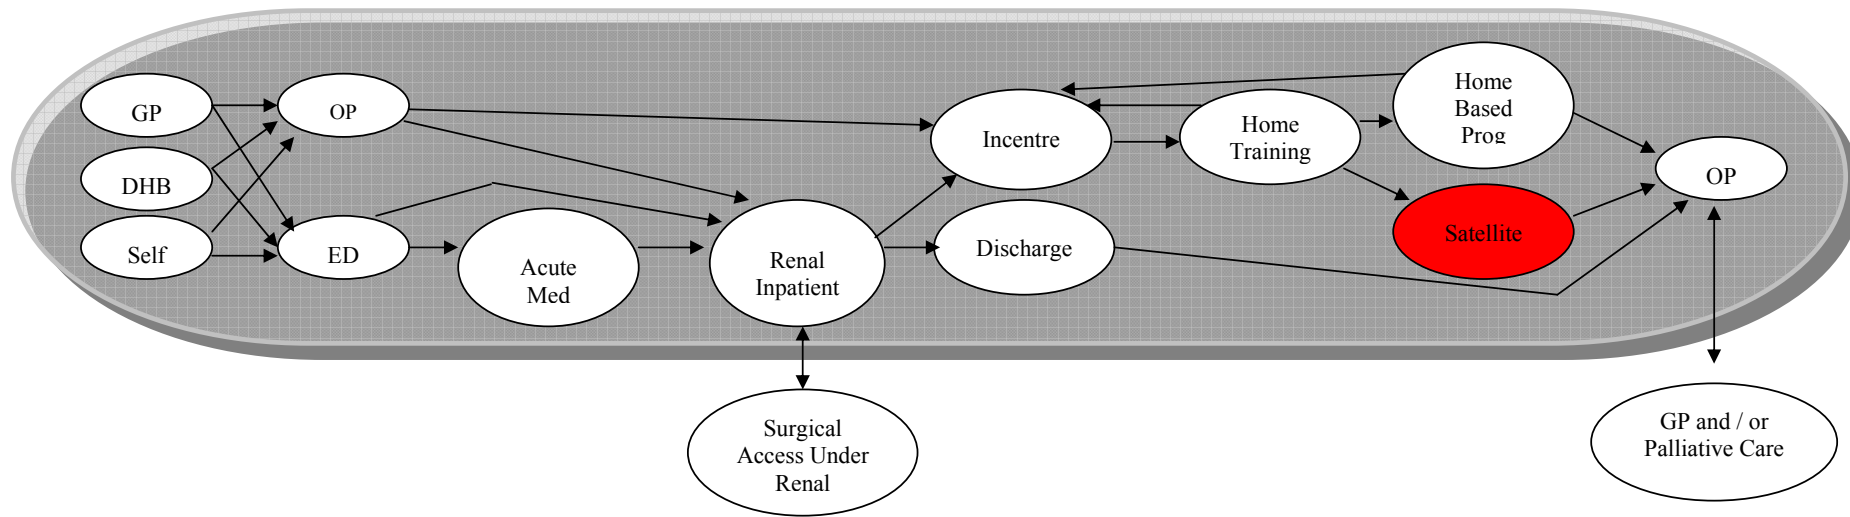 GP
OP
DHB
Self
ED
Acute
Med
Renal
Inpatient
Incentre
Discharge
Home
Training
Home
Based
Prog
Satellite
OP
Surgical
Access Under
Renal
GP and / or
Palliative Care